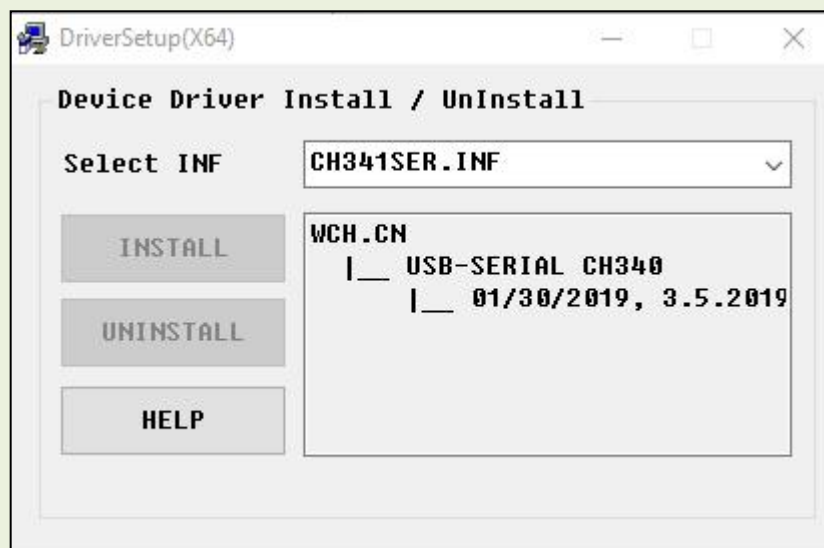 DriverSetup(X64)
Device Driver Install / UnInstall
Select INF
CH341SER.INF
INSTALL
WCH.CN
|__ USB-SERIAL CH340
|__ 01/30/2019, 3.5.2019
UNINSTALL
HELP